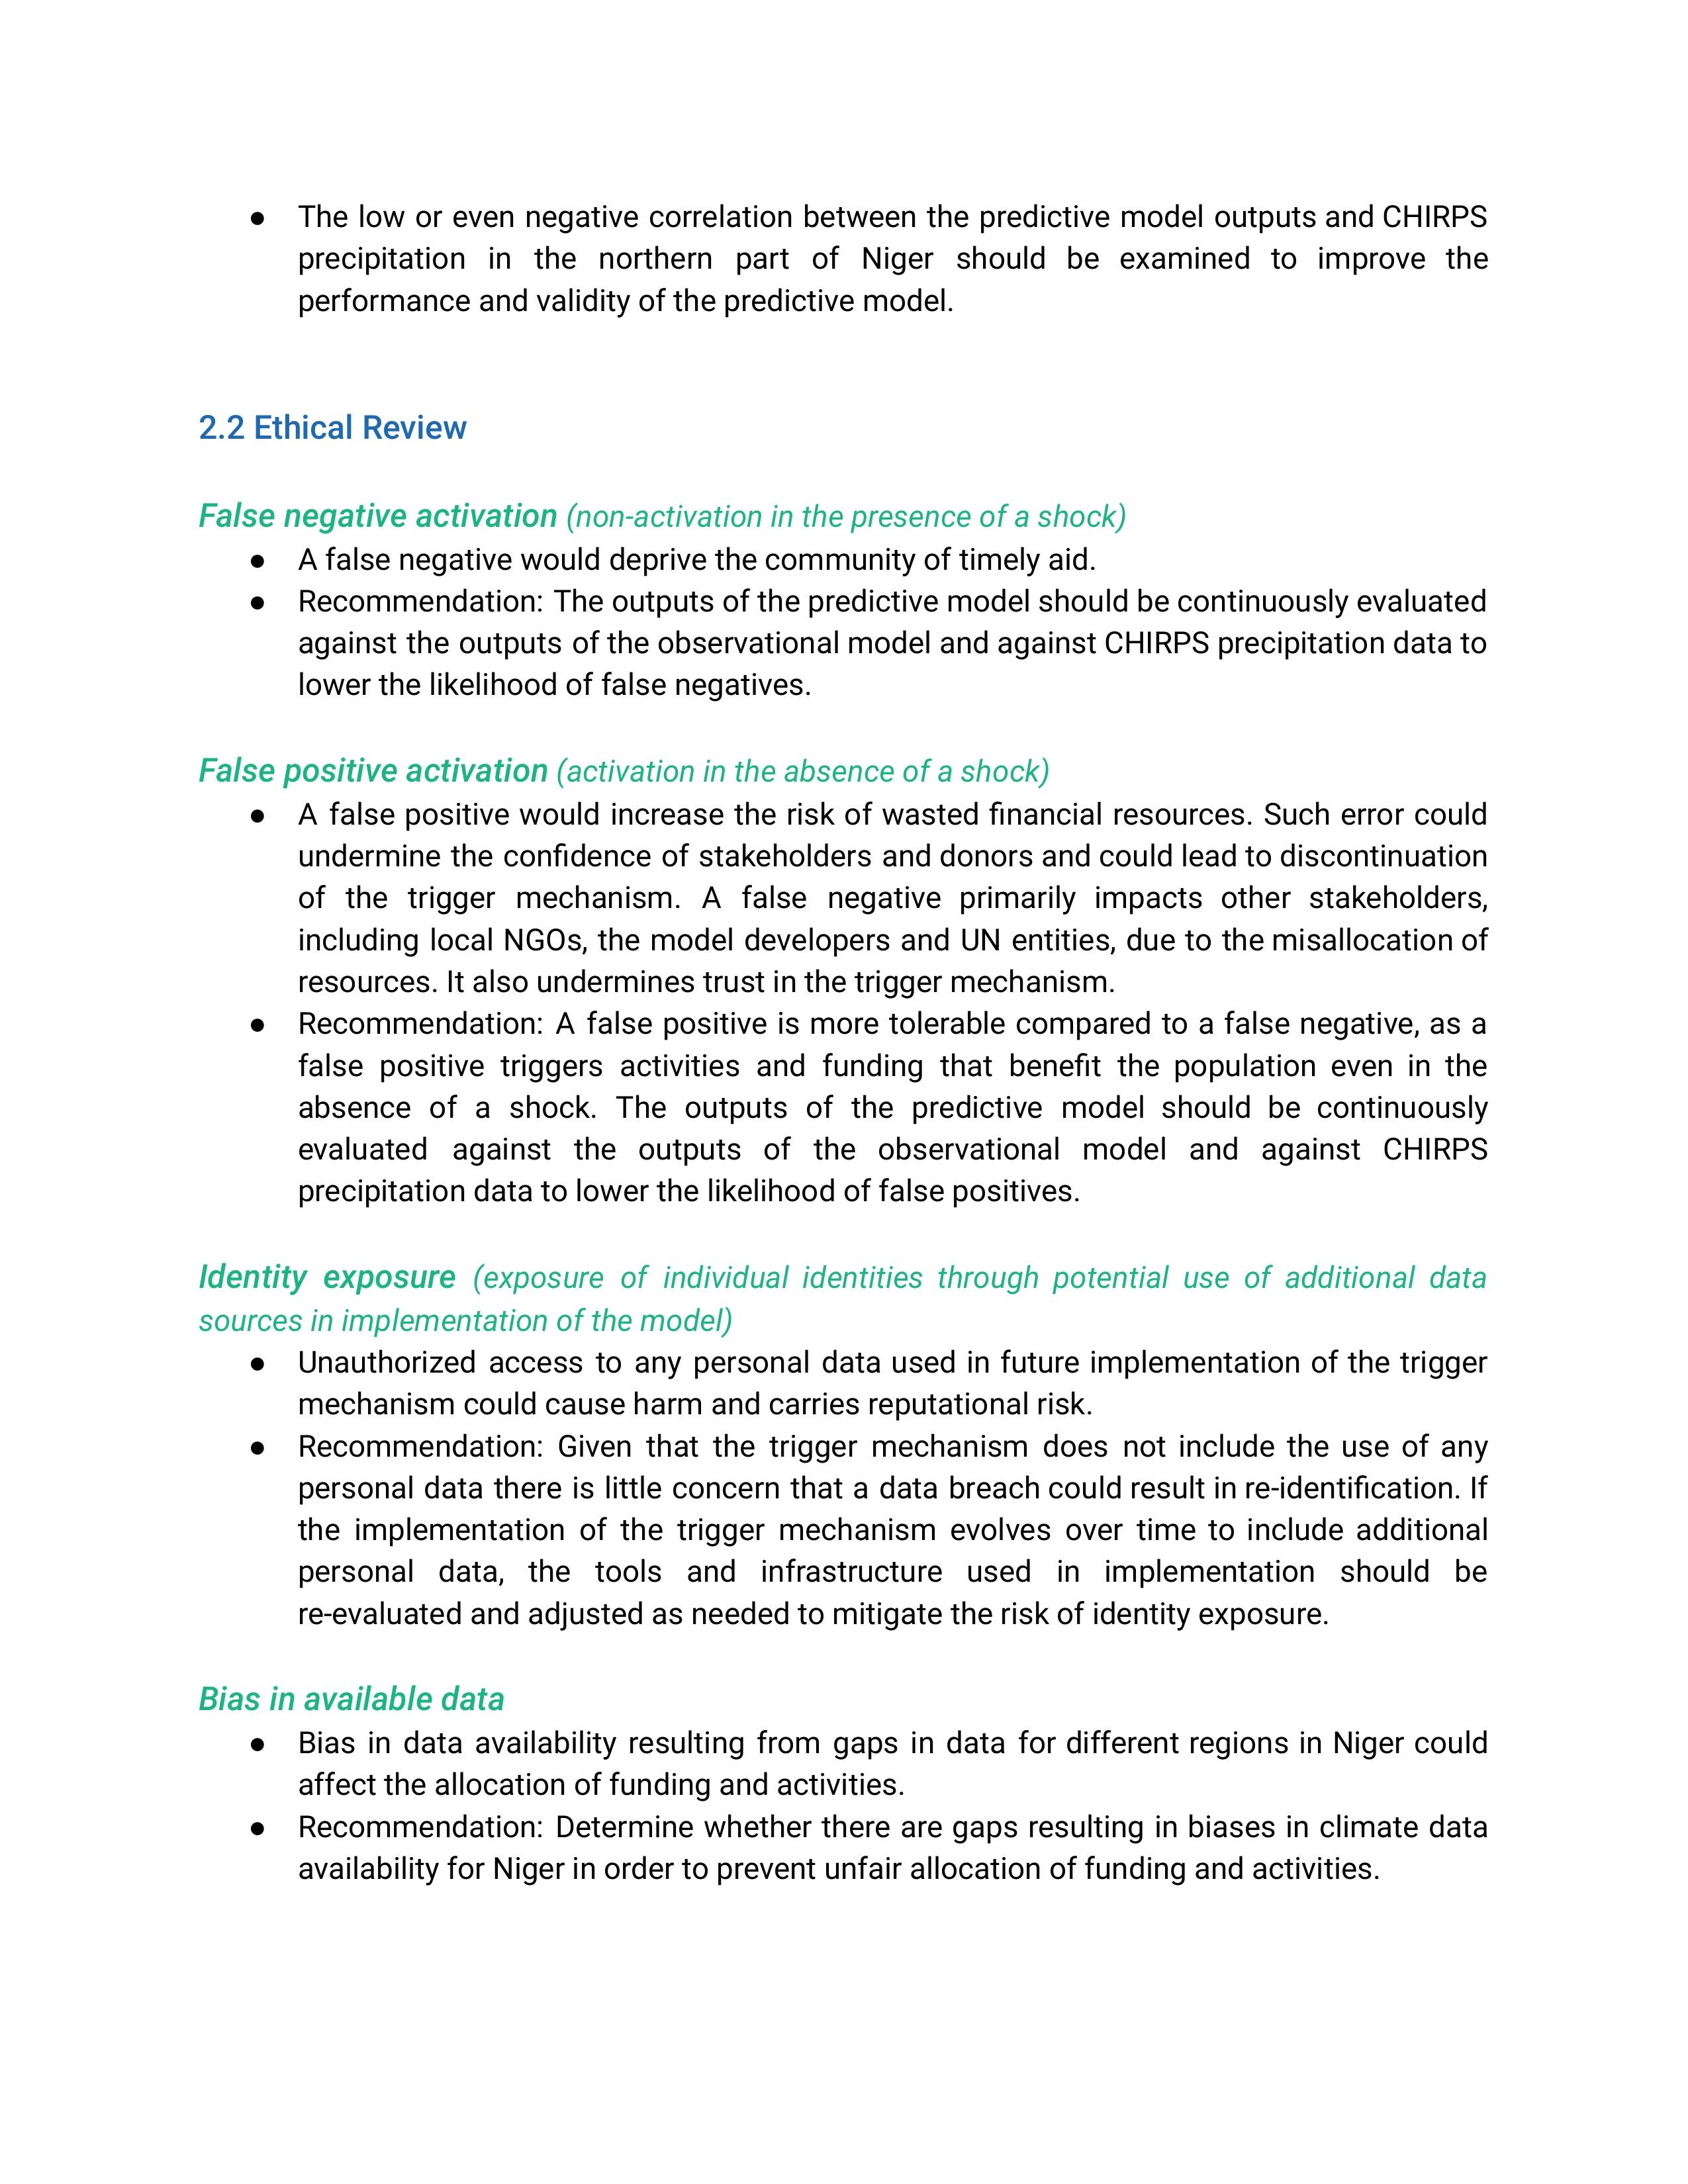 ● The low or even negative correlation between the predictive model outputs and CHIRPS
precipitation in the northern part of Niger should be examined to improve the
performance and validity of the predictive model.
2.2 Ethical Review
False negative activation (non-activation in the presence of a shock)
● A false negative would deprive the community of timely aid.
● Recommendation: The outputs of the predictive model should be continuously evaluated
against the outputs of the observational model and against CHIRPS precipitation data to
lower the likelihood of false negatives.
False positive activation (activation in the absence of a shock)
● A false positive would increase the risk of wasted financial resources. Such error could
undermine the confidence of stakeholders and donors and could lead to discontinuation
of the trigger mechanism. A false negative primarily impacts other stakeholders,
including local NGOs, the model developers and UN entities, due to the misallocation of
resources. It also undermines trust in the trigger mechanism.
● Recommendation: A false positive is more tolerable compared to a false negative, as a
false positive triggers activities and funding that benefit the population even in the
absence of a shock. The outputs of the predictive model should be continuously
evaluated against the outputs of the observational model and against CHIRPS
precipitation data to lower the likelihood of false positives.
Identity exposure (exposure of individual identities through potential use of additional data
sources in implementation of the model)
● Unauthorized access to any personal data used in future implementation of the trigger
mechanism could cause harm and carries reputational risk.
● Recommendation: Given that the trigger mechanism does not include the use of any
personal data there is little concern that a data breach could result in re-identification. If
the implementation of the trigger mechanism evolves over time to include additional
personal data, the tools and infrastructure used in implementation should be
re-evaluated and adjusted as needed to mitigate the risk of identity exposure.
Bias in available data
● Bias in data availability resulting from gaps in data for different regions in Niger could
affect the allocation of funding and activities.
● Recommendation: Determine whether there are gaps resulting in biases in climate data
availability for Niger in order to prevent unfair allocation of funding and activities.